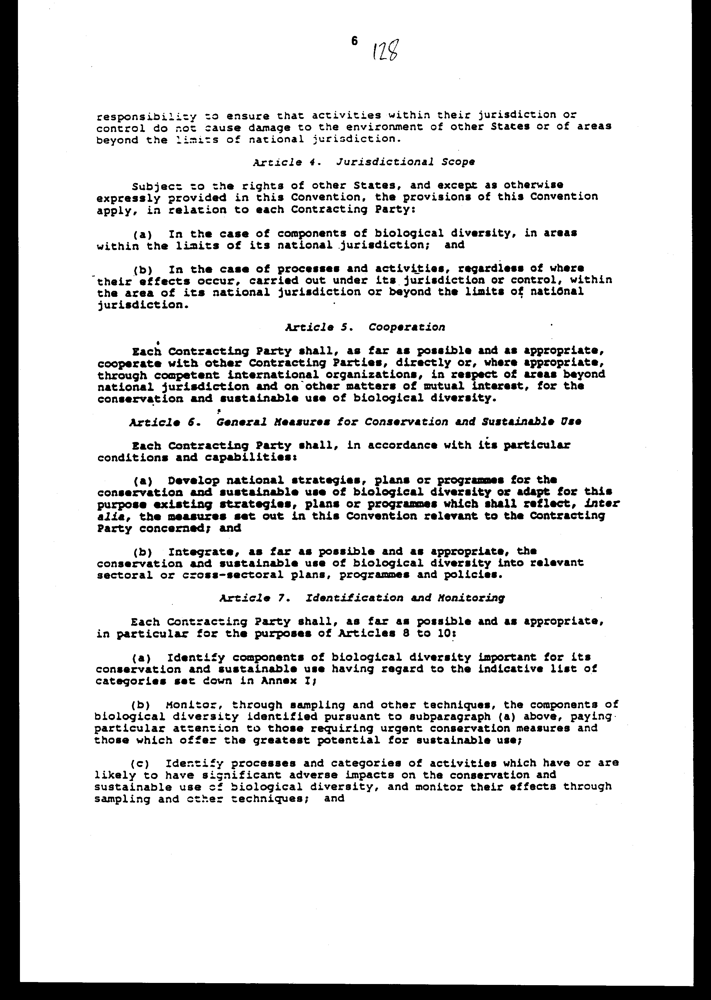 6
128
responsibility to ensure that activities within their jurisdiction or
control do not cause damage to the environment of other States or of areas
beyond the limits of national jurisdiction.
Article 4. Jurisdictional Scope
Subject to the rights of other States, and except as otherwise
expressly provided in this Convention, the provisions of this Convention
apply, in relation to each Contracting Party:
(a) In the case of components of biological diversity, in areas
within the limits of its national jurisdiction; and
(b) In the case of processes and activities, regardless of where
their effects occur, carried out under its jurisdiction or control, within
the area of its national jurisdiction or beyond the limits of national
jurisdiction.
Article 5. Cooperation
Each Contracting Party shall, as far as possible and as appropriate,
cooperate with other Contracting Parties, directly or, where appropriate,
through competent international organizations, in respect of areas beyond
national jurisdiction and on other matters of mutual interest, for the
conservation and sustainable use of biological diversity.
Article 6. General Measures for Conservation and Sustainable Use
Each Contracting Party shall, in accordance with its particular
conditions and capabilities:
(a) Develop national strategies, plans or programmes for the
conservation and sustainable use of biological diversity or adapt for this
purpose existing strategies, plans or programmes which shall reflect, inter
alia, the measures set out in this Convention relevant to the Contracting
Party concerned; and
(b) Integrate, as far as possible and as appropriate, the
conservation and sustainable use of biological diversity into relevant
sectoral or cross-sectoral plans, programmes and policies.
Article 7. Identification and Monitoring
Each Contracting Party shall, as far as possible and as appropriate,
in particular for the purposes of Articles 8 to 10:
(a) Identify components of biological diversity important for its
conservation and sustainable use having regard to the indicative list of
categories set down in Annex I;
(b) Monitor, through sampling and other techniques, the components of
biological diversity identified pursuant to subparagraph (a) above, paying
particular attention to those requiring urgent conservation measures and
those which offer the greatest potential for sustainable use;
(c) Identify processes and categories of activities which have or are
likely to have significant adverse impacts on the conservation and
sustainable use of biological diversity, and monitor their effects through
sampling and other techniques; and